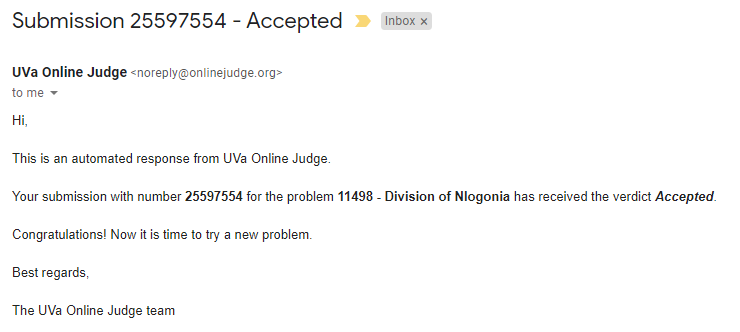 Submission 25597554 - Accepted Inbox x
UVa Online Judge <noreply@onlinejudge.org>
to me
Hi,
This is an automated response from UVa Online Judge.
Your submission with number 25597554 for the problem 11498 - Division of Nlogonia has received the verdict Accepted.
Congratulations! Now it is time to try a new problem.
Best regards,
The UVa Online Judge team